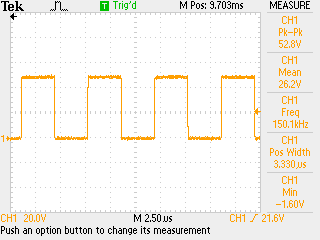 Tek T Trig'd M Pos: 9.703ms MEASURE
CH1
Pk-Pk
52.8V
CH1
Mean
26.2V
CH1
Freq
150.1kHz
CH1
Pos Width
3.330µs
CH1
Min
-1.60V
1
CH1 20.0V M 2.50µs CH1 21.6V
Push an option button to change its measurement